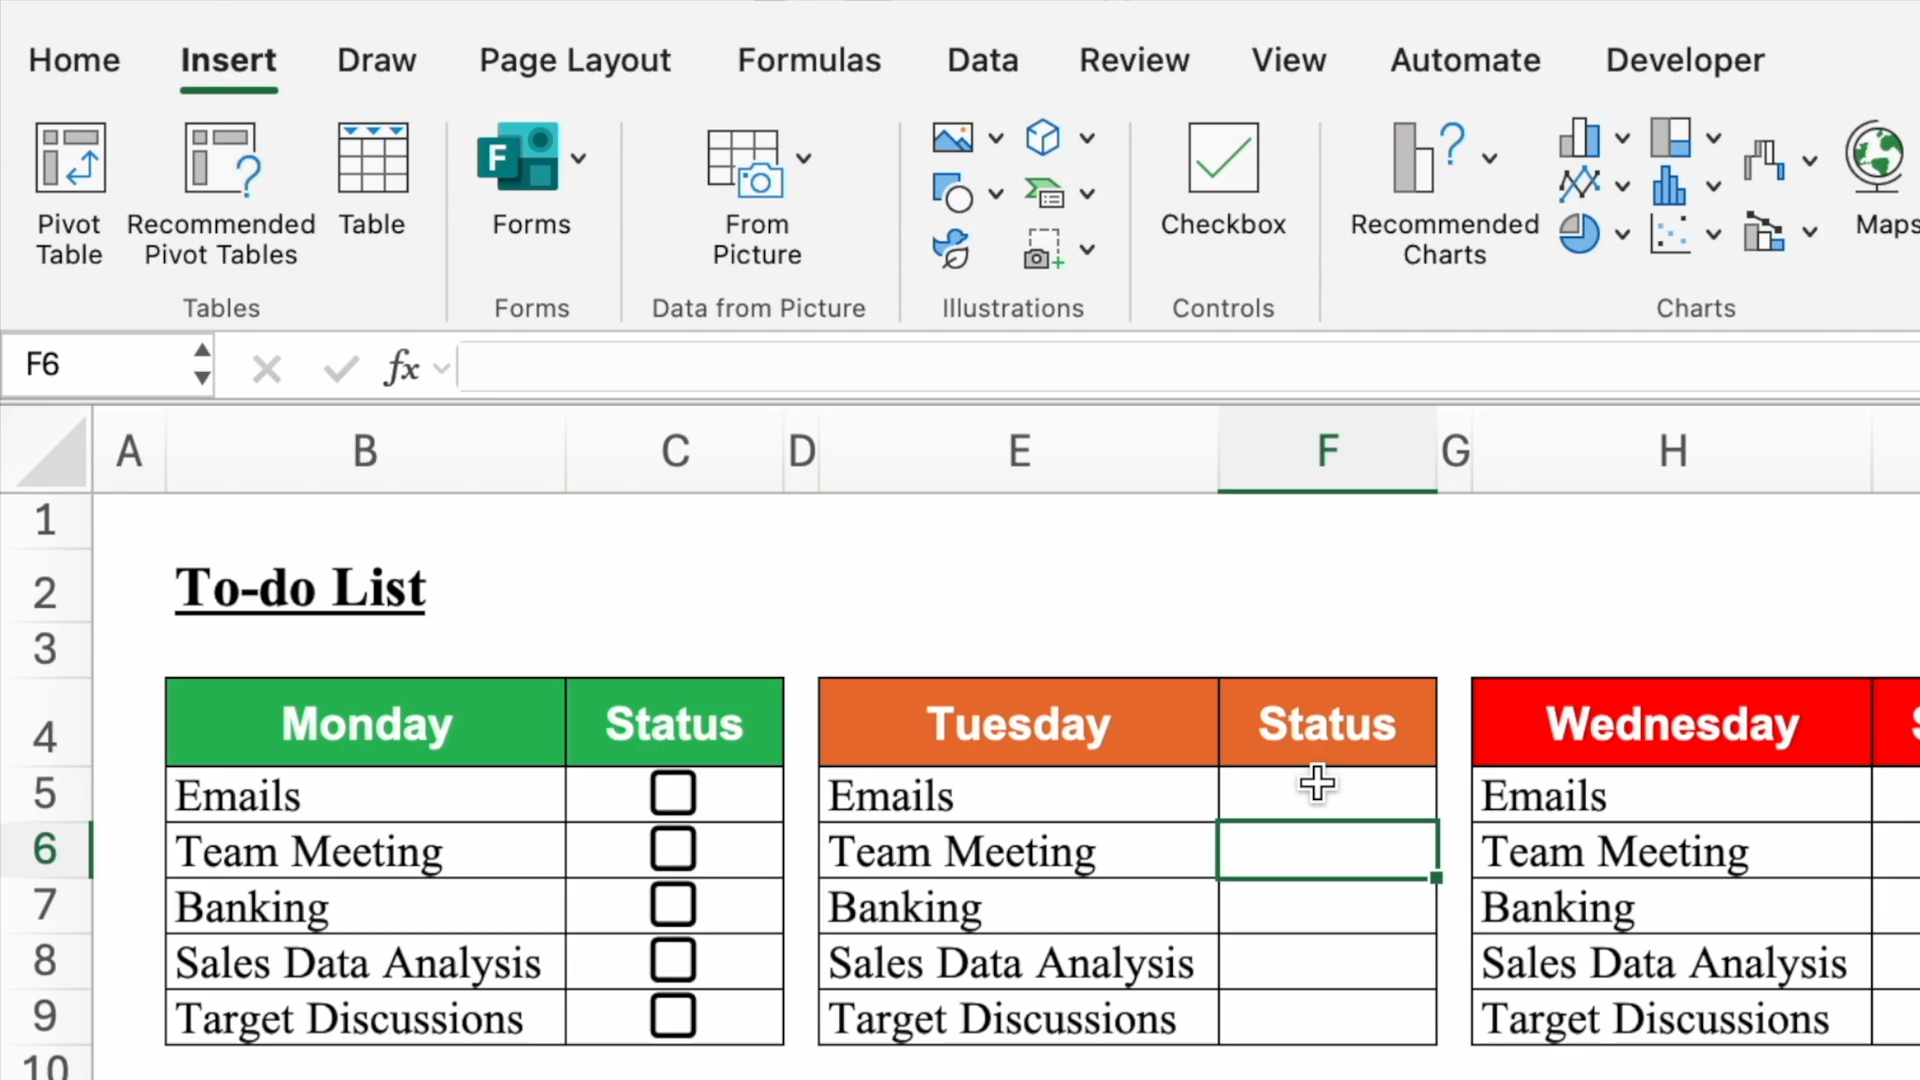 Home Insert Draw Page Layout Formulas Data Review View Automate Developer
Pivot Table
Recommended Pivot Tables
Table
Tables
F
Forms
Forms
From Picture
Data from Picture
Illustrations
Checkbox
Controls
Recommended Charts
Maps
Charts
F6
fx
A B C D E F G H
1
2 To-do List
3
4 Monday Status Tuesday Status Wednesday
5 Emails Emails Emails
6 Team Meeting Team Meeting Team Meeting
7 Banking Banking Banking
8 Sales Data Analysis Sales Data Analysis Sales Data Analysis
9 Target Discussions Target Discussions Target Discussions
10